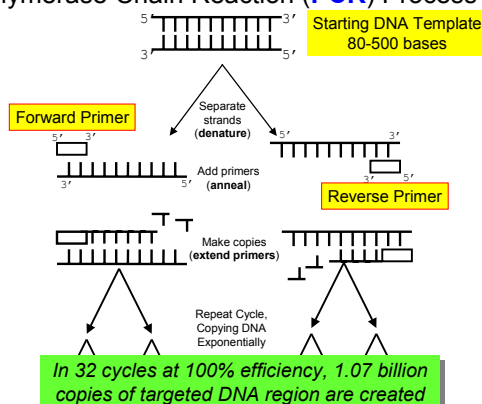 lymerase Chain Reaction (PCR) Process
5' 3'
3' 5'
Starting DNA Template
80-500 bases
Separate
strands
(denature)
Forward Primer
5' 3'
3' 5'
5' 3'
3' 5'
Add primers
(anneal)
Reverse Primer
Make copies
(extend primers)
Repeat Cycle,
Copying DNA
Exponentially
In 32 cycles at 100% efficiency, 1.07 billion
copies of targeted DNA region are created